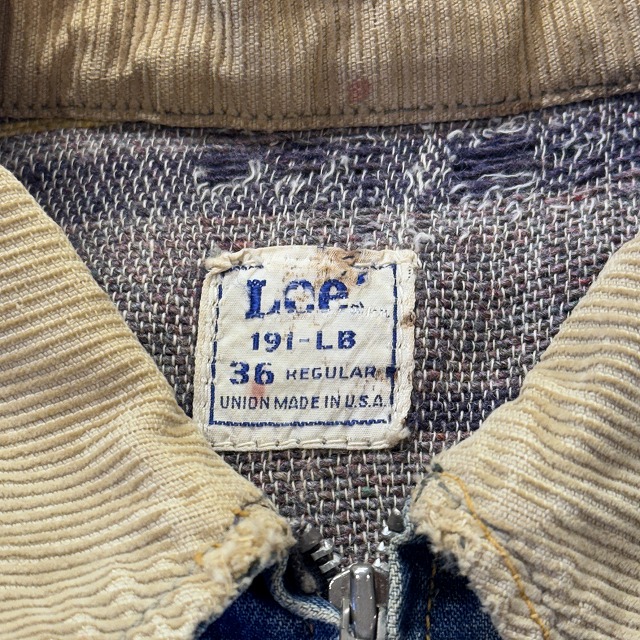 Lee
191-LB
36 REGULAR
UNION MADE IN U.S.A.